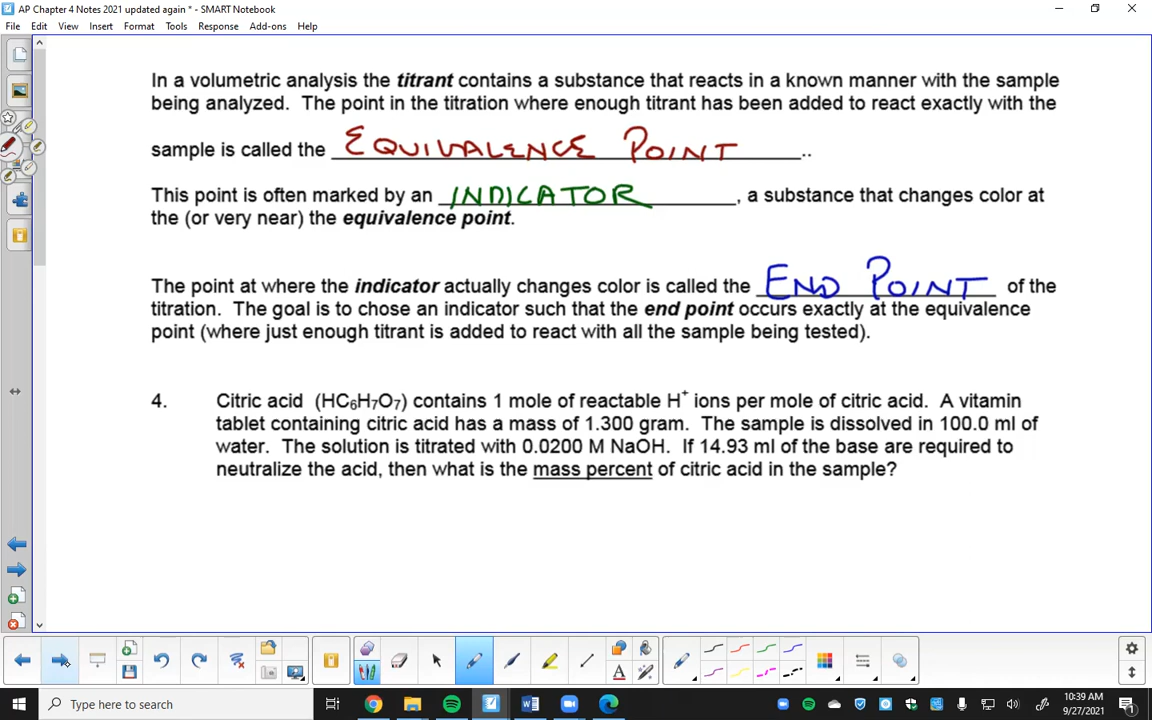 AP Chapter 4 Notes 2021 updated again * - SMART Notebook
File Edit View Insert Format Tools Response Add-ons Help
In a volumetric analysis the titrant contains a substance that reacts in a known manner with the sample
being analyzed. The point in the titration where enough titrant has been added to react exactly with the
sample is called the EQUIVALENCE POINT ..
This point is often marked by an INDICATOR , a substance that changes color at
the (or very near) the equivalence point.
The point at where the indicator actually changes color is called the END POINT of the
titration. The goal is to chose an indicator such that the end point occurs exactly at the equivalence
point (where just enough titrant is added to react with all the sample being tested).
4. Citric acid (HC₆H₇O₇) contains 1 mole of reactable H⁺ ions per mole of citric acid. A vitamin
tablet containing citric acid has a mass of 1.300 gram. The sample is dissolved in 100.0 ml of
water. The solution is titrated with 0.0200 M NaOH. If 14.93 ml of the base are required to
neutralize the acid, then what is the mass percent of citric acid in the sample?
Type here to search
10:39 AM
9/27/2021